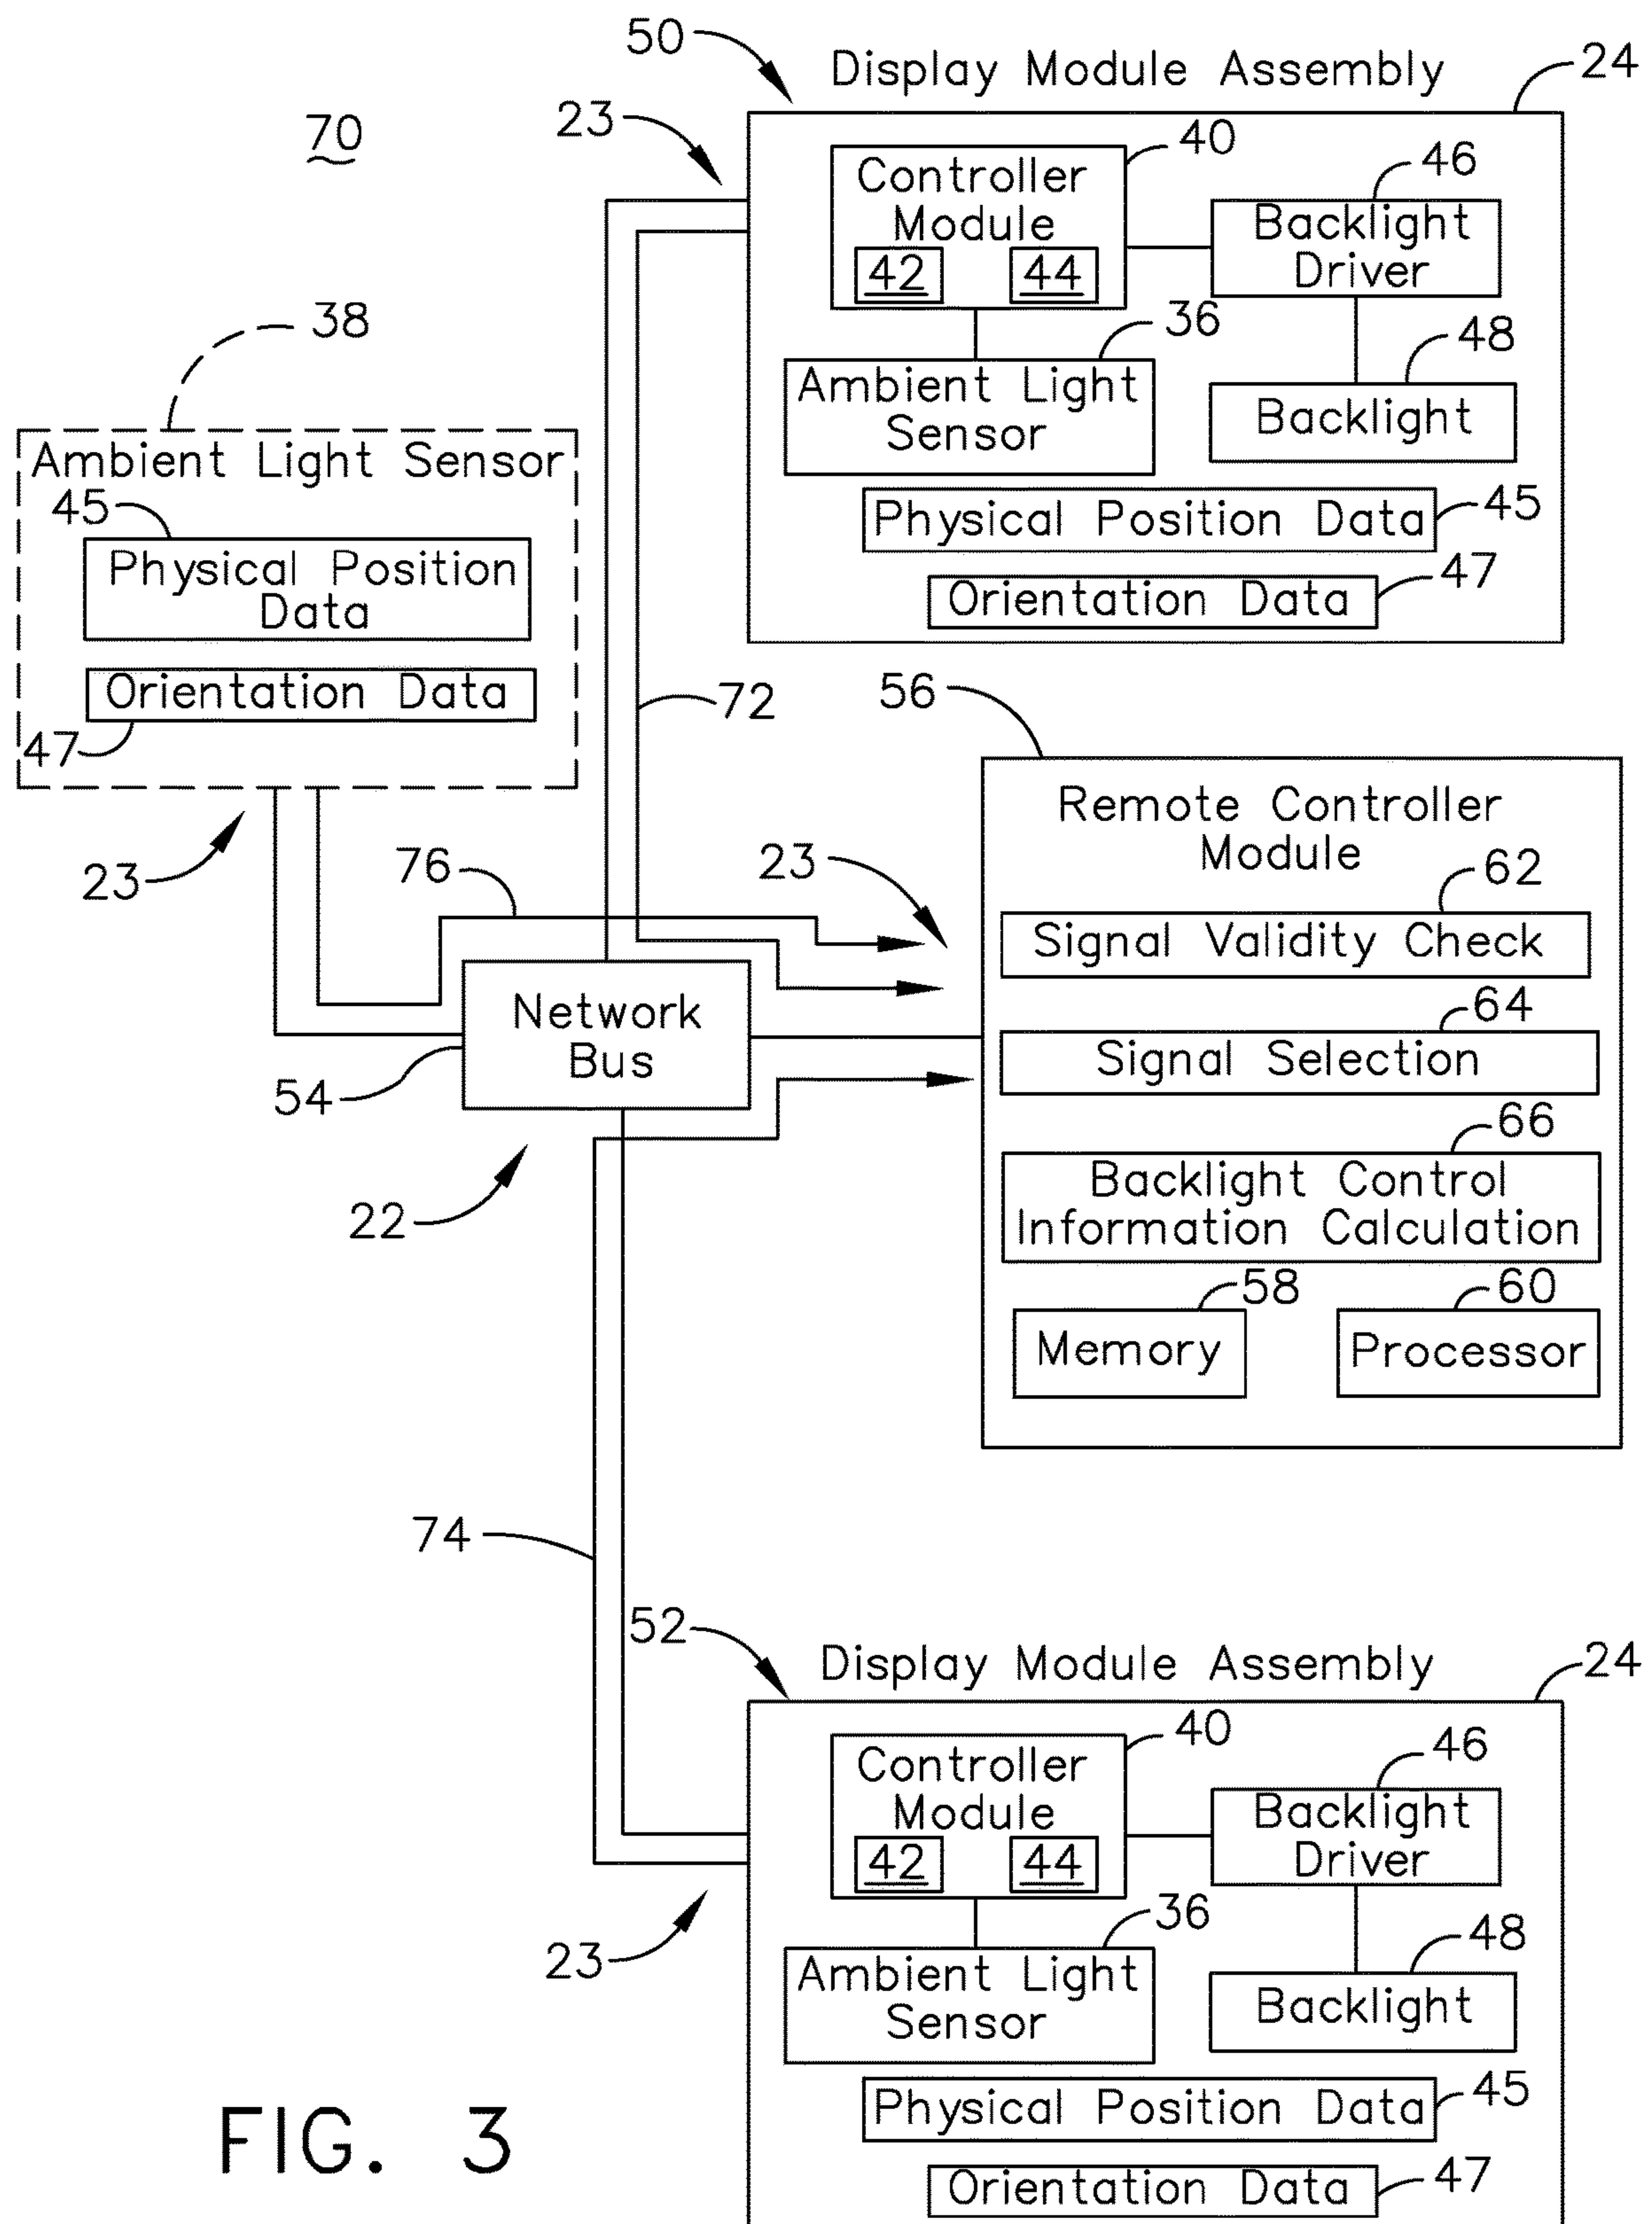 50
Display Module Assembly
24
23
70
40
Controller
Module
42
44
46
Backlight
Driver
36
Ambient Light
Sensor
48
Backlight
Physical Position Data
45
Orientation Data
47
38
Ambient Light Sensor
45
Physical Position
Data
Orientation Data
47
23
72
76
23
56
Remote Controller
Module
62
Signal Validity Check
64
Signal Selection
66
Backlight Control
Information Calculation
58
Memory
60
Processor
Network
Bus
54
22
74
52
Display Module Assembly
24
40
Controller
Module
42
44
46
Backlight
Driver
23
36
Ambient Light
Sensor
48
Backlight
Physical Position Data
45
Orientation Data
47
FIG. 3